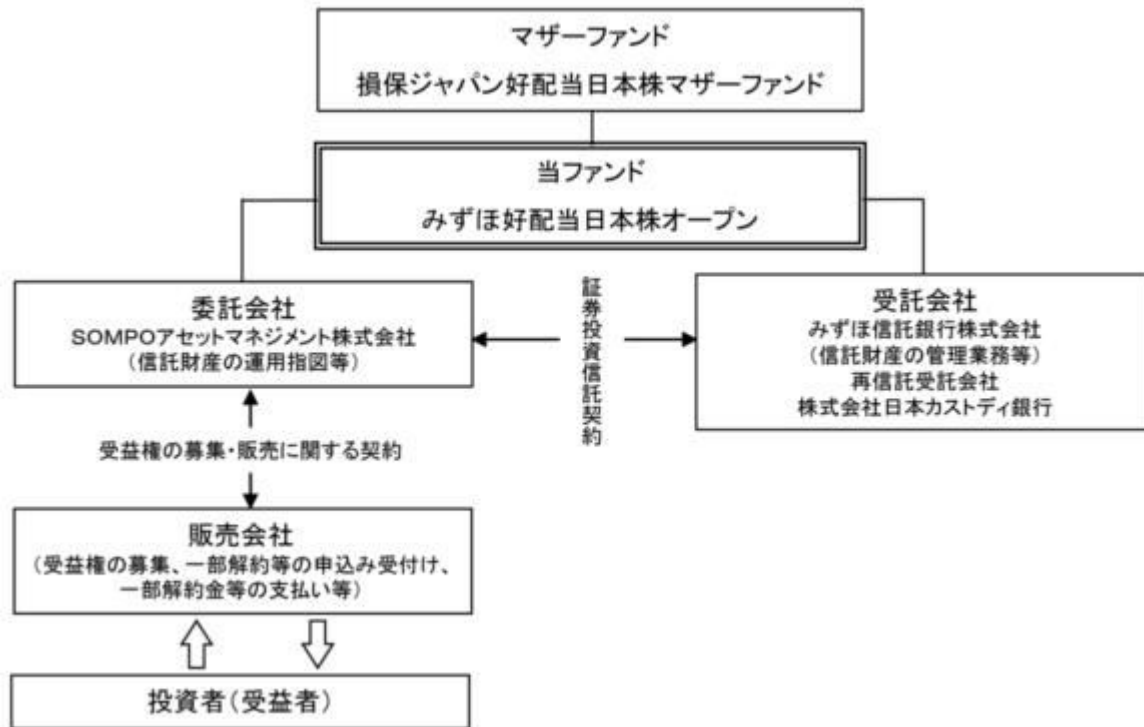 マザーファンド
損保ジャパン好配当日本株マザーファンド
当ファンド
みずほ好配当日本株オープン
委託会社
SOMPOアセットマネジメント株式会社
(信託財産の運用指図等)
証券投資信託契約
受託会社
みずほ信託銀行株式会社
(信託財産の管理業務等)
再信託受託会社
株式会社日本カストディ銀行
受益権の募集・販売に関する契約
販売会社
(受益権の募集、一部解約等の申込み受付け、
一部解約金等の支払い等)
投資者(受益者)